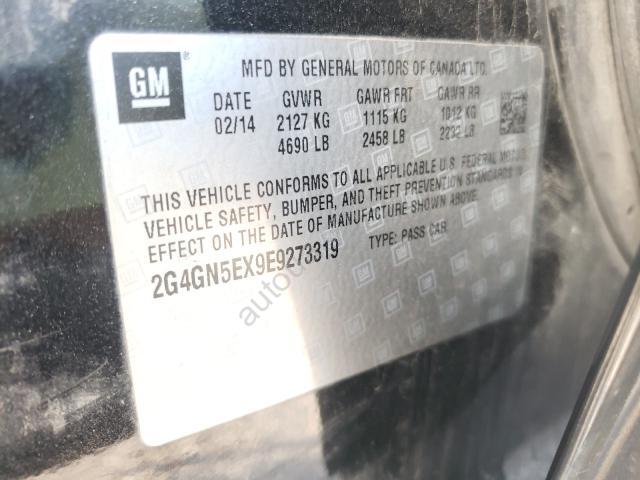 GM
MFD BY GENERAL MOTORS OF CANADA LTD.
DATE GVWR GAWR FRT GAWR RR
02/14 2127 KG 1115 KG 1012 KG
4690 LB 2458 LB 2232 LB
THIS VEHICLE CONFORMS TO ALL APPLICABLE U.S. FEDERAL MOTOR
VEHICLE SAFETY, BUMPER, AND THEFT PREVENTION STANDARDS IN
EFFECT ON THE DATE OF MANUFACTURE SHOWN ABOVE.
2G4GN5EX9E9273319 TYPE: PASS CAR.